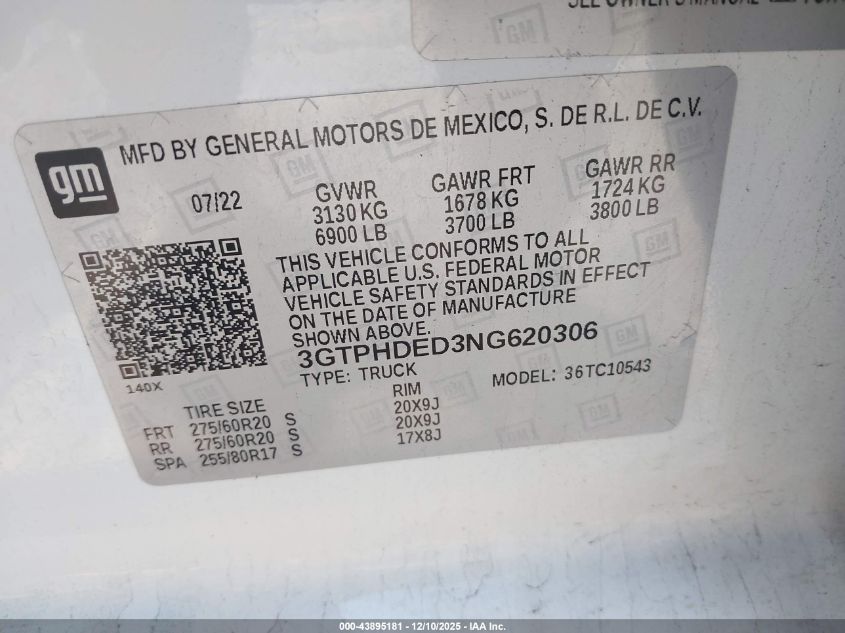 SEE OWNER'S MANUAL
MFD BY GENERAL MOTORS DE MEXICO, S. DE R.L. DE C.V.
gm
07/22
GVWR
3130 KG
6900 LB
GAWR FRT
1678 KG
3700 LB
GAWR RR
1724 KG
3800 LB
THIS VEHICLE CONFORMS TO ALL
APPLICABLE U.S. FEDERAL MOTOR
VEHICLE SAFETY STANDARDS IN EFFECT
ON THE DATE OF MANUFACTURE
SHOWN ABOVE.
3GTPHDED3NG620306
TYPE: TRUCK
MODEL: 36TC10543
140X
TIRE SIZE
RIM
FRT 275/60R20 S 20X9J
RR 275/60R20 S 20X9J
SPA 255/80R17 S 17X8J
000-43895181 - 12/10/2025 - IAA Inc.